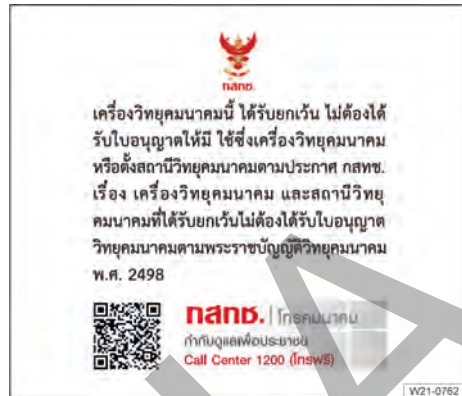 กสทช.
เครื่องวิทยุคมนาคมนี้ ได้รับยกเว้น ไม่ต้องได้
รับใบอนุญาตให้มี ใช้ซึ่งเครื่องวิทยุคมนาคม
หรือตั้งสถานีวิทยุคมนาคมตามประกาศ กสทช.
เรื่อง เครื่องวิทยุคมนาคม และสถานีวิทยุ
คมนาคมที่ได้รับยกเว้นไม่ต้องได้รับใบอนุญาต
วิทยุคมนาคมตามพระราชบัญญัติวิทยุคมนาคม
พ.ศ. 2498
กสทช. | โทรคมนาคม
กำกับดูแลเพื่อประชาชน
Call Center 1200 (โทรฟรี)
W21-0762